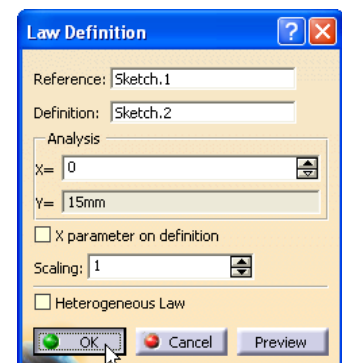 Law Definition
Reference: Sketch.1
Definition: Sketch.2
Analysis
X= 0
Y= 15mm
X parameter on definition
Scaling: 1
Heterogeneous Law
OK Cancel Preview